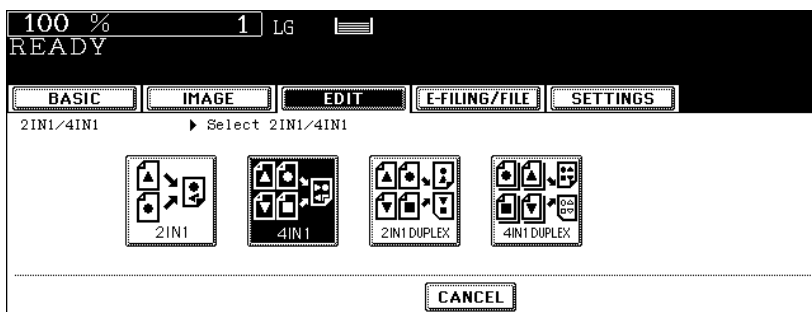 100 % 1 LG
READY
BASIC IMAGE EDIT E-FILING/FILE SETTINGS
2IN1/4IN1 Select 2IN1/4IN1
2IN1 4IN1 2IN1 DUPLEX 4IN1 DUPLEX
CANCEL